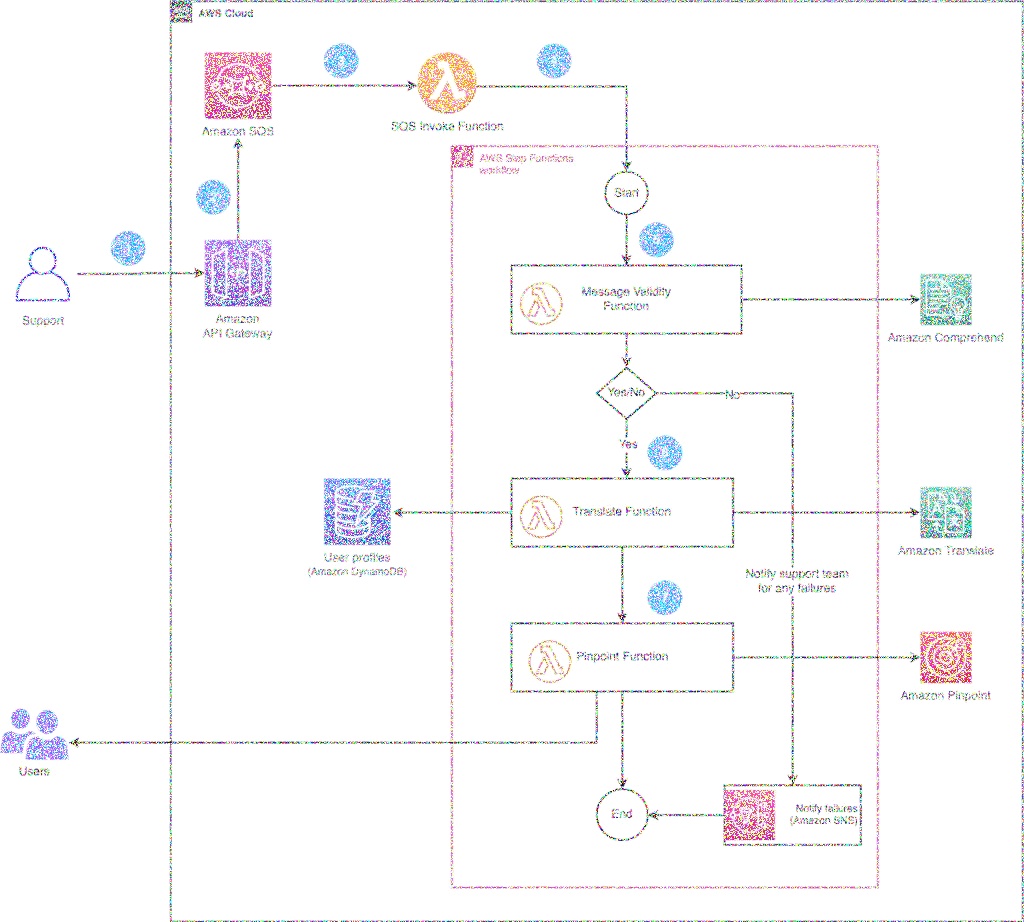 AWS Cloud
Amazon SQS
SQS Invoke Function
AWS Step Functions
workflow
Start
Support
Amazon
API Gateway
Message Validity
Function
Amazon Comprehend
Yes/No
No
Yes
User profiles
(Amazon DynamoDB)
Translate Function
Amazon Translate
Notify support team
for any failures
7
Pinpoint Function
Amazon Pinpoint
Users
End
Notify failures
(Amazon SNS)